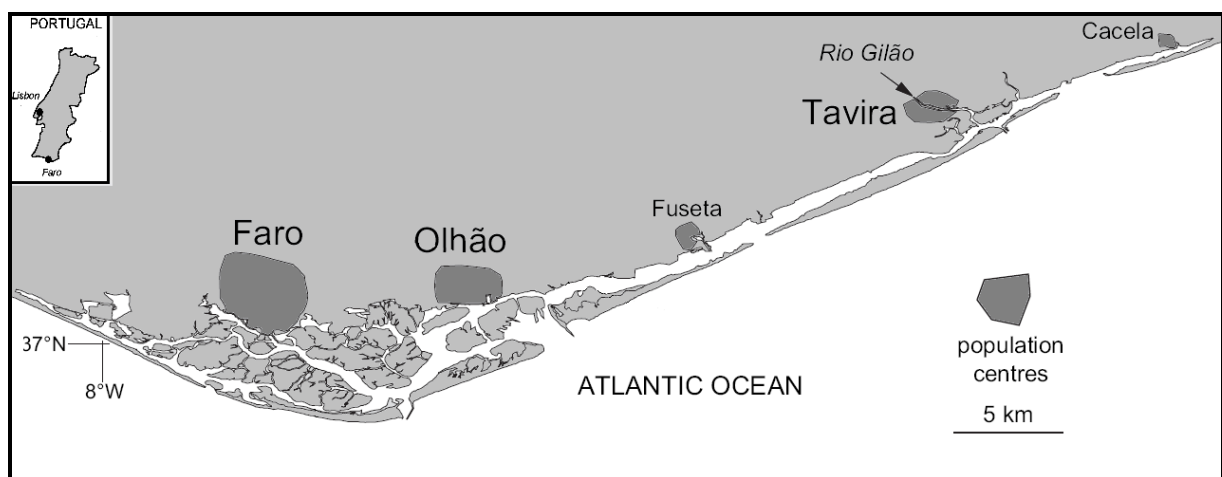 PORTUGAL
Lisbon
Faro
Cacela
Rio Gilão
Tavira
Fuseta
Faro
Olhão
37°N
8°W
ATLANTIC OCEAN
population
centres
5 km